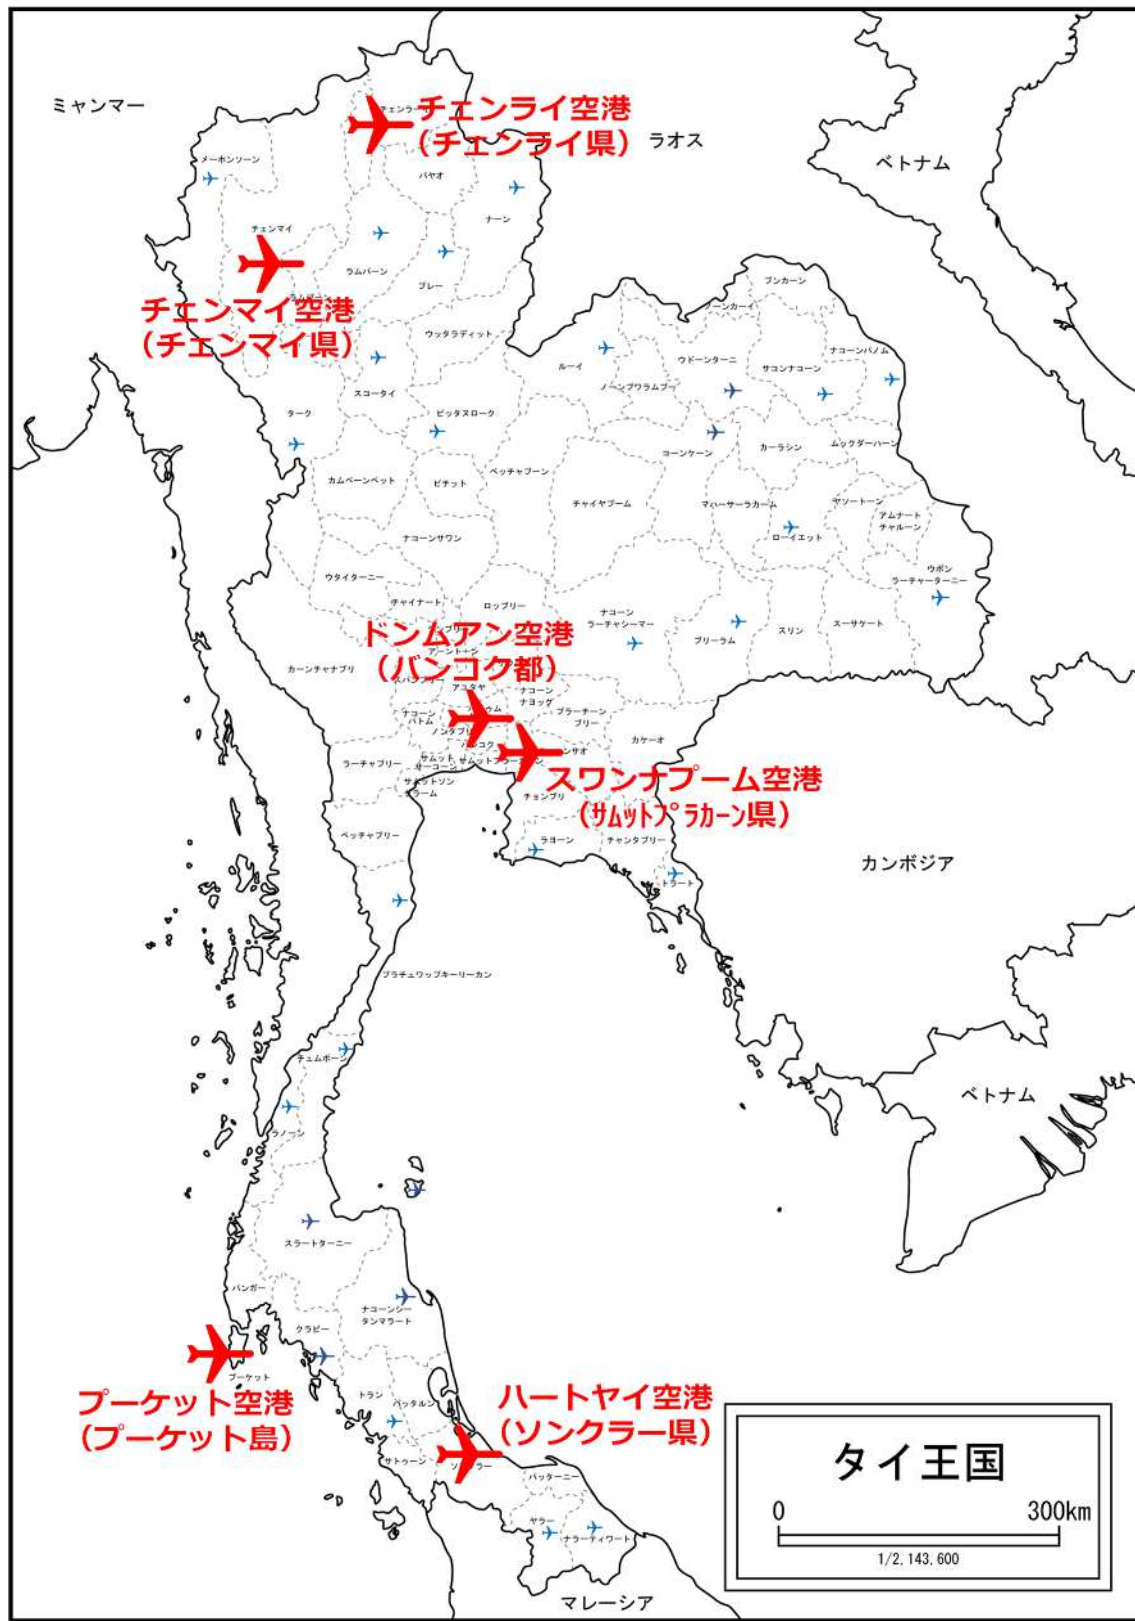 ミャンマー
チェンライ空港
（チェンライ県）
ラオス
ベトナム
メーホンソーン
パヤオ
ナーン
チェンマイ
ラムパーン
プレー
チェンマイ空港
（チェンマイ県）
ウッタラディット
ブンカーン
ルーイ
ウドーンターニ
ナコーンパノム
サコンナコーン
ノーンブワラムプー
スコータイ
ターク
ピッタヌローク
コーンケーン
カーラシン
ムックダーハーン
ペッチャブーン
カムペーンペット
ピチット
チャイヤプーム
マハーサーラカーム
ヤソートーン
アムナート
チャルーン
ローイエット
ナコーンサワン
ウボン
ラーチャーターニー
ウタイターニー
チャイナート
ロッブリー
ナコーン
ラーチャシーマー
ブリーラム
スリン
スーサケート
ドンムアン空港
（バンコク都）
カーンチャナブリ
アユタヤ
ナコーン
ナヨッグ
ナコーン
パトム
プラーチーン
ブリー
カケーオ
ラーチャブリー
スワンナプーム空港
（ｻﾑｯﾄﾌﾟﾗｶｰﾝ県）
チョンブリ
ペッチャブリー
ラヨーン
チャンタブリー
トラート
カンボジア
プラチュワップキーリーカン
チュムポーン
ラノーン
ベトナム
スラートターニー
パンガー
ナコーンシー
タンマラート
クラビー
プーケット
プーケット空港
（プーケット島）
トラン
パッタルン
ハートヤイ空港
（ソンクラー県）
サトゥーン
パッターニー
ヤラー
ナラーティワート
マレーシア
タイ王国
0 300km
1/2,143,600